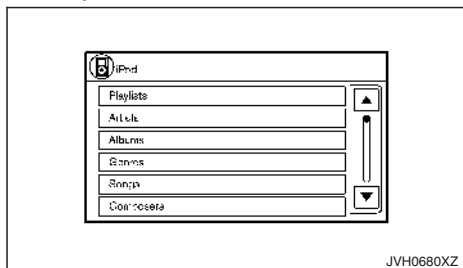 iPod
Playlists
Artists
Albums
Genres
Songs
Composers
JVH0680XZ